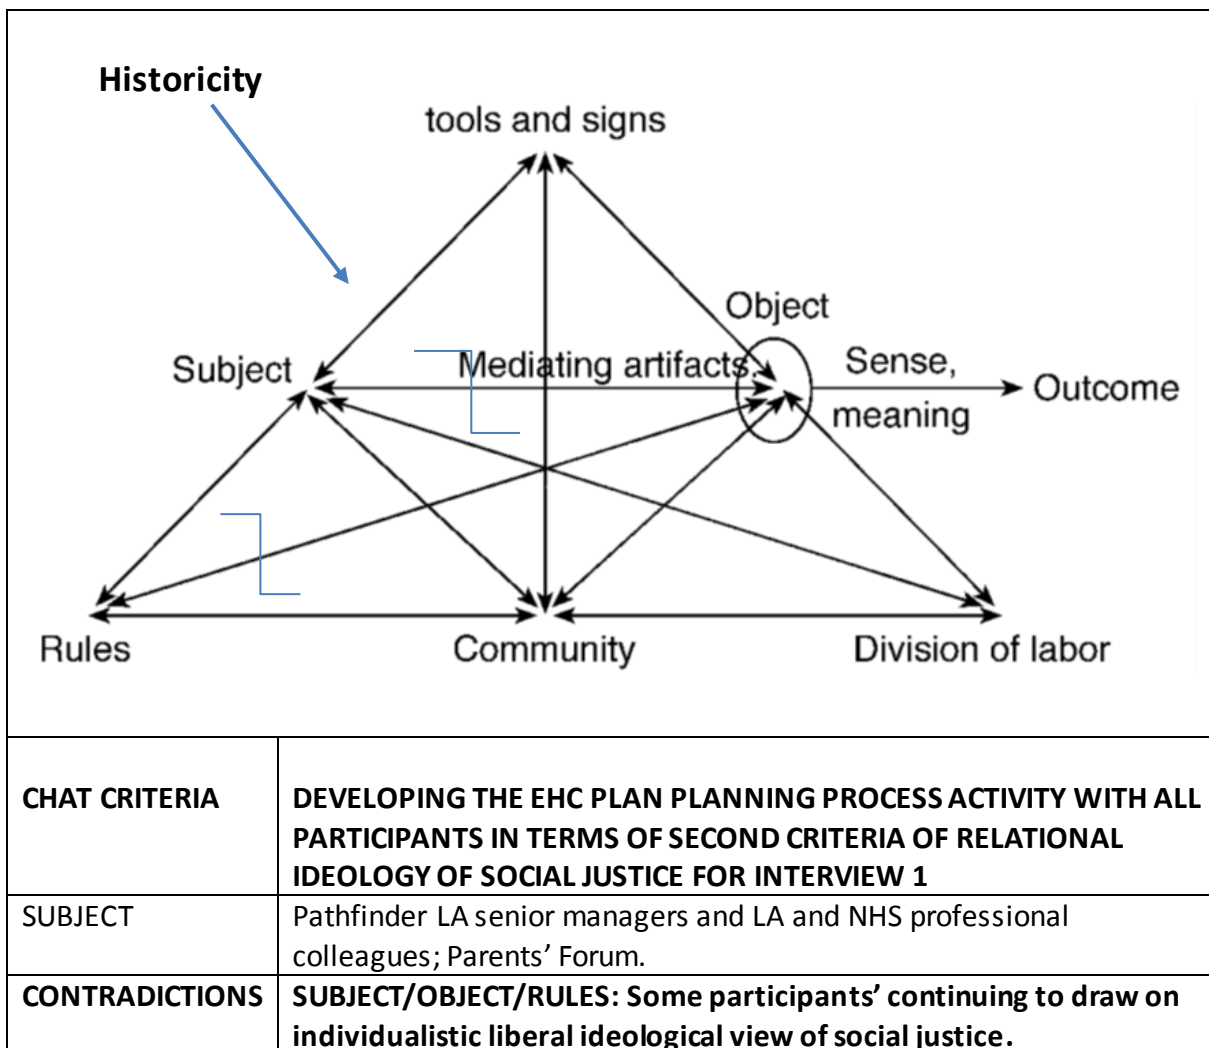 Historicity
tools and signs
Object
Subject
Mediating artifacts.
Sense,
meaning
Outcome
Rules
Community
Division of labor
CHAT CRITERIA
DEVELOPING THE EHC PLAN PLANNING PROCESS ACTIVITY WITH ALL
PARTICIPANTS IN TERMS OF SECOND CRITERIA OF RELATIONAL
IDEOLOGY OF SOCIAL JUSTICE FOR INTERVIEW 1
SUBJECT
Pathfinder LA senior managers and LA and NHS professional
colleagues; Parents’ Forum.
CONTRADICTIONS
SUBJECT/OBJECT/RULES: Some participants’ continuing to draw on
individualistic liberal ideological view of social justice.